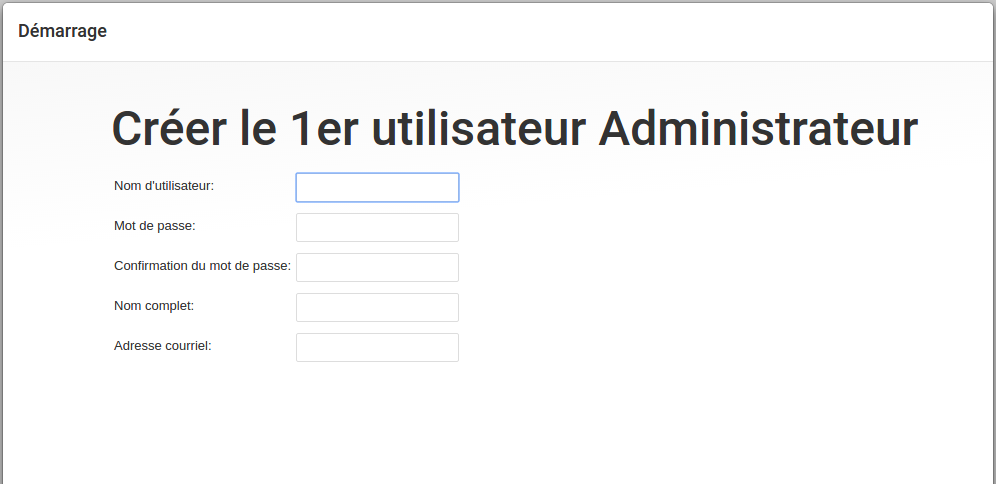 Démarrage
Créer le 1er utilisateur Administrateur
Nom d'utilisateur:
Mot de passe:
Confirmation du mot de passe:
Nom complet:
Adresse courriel: